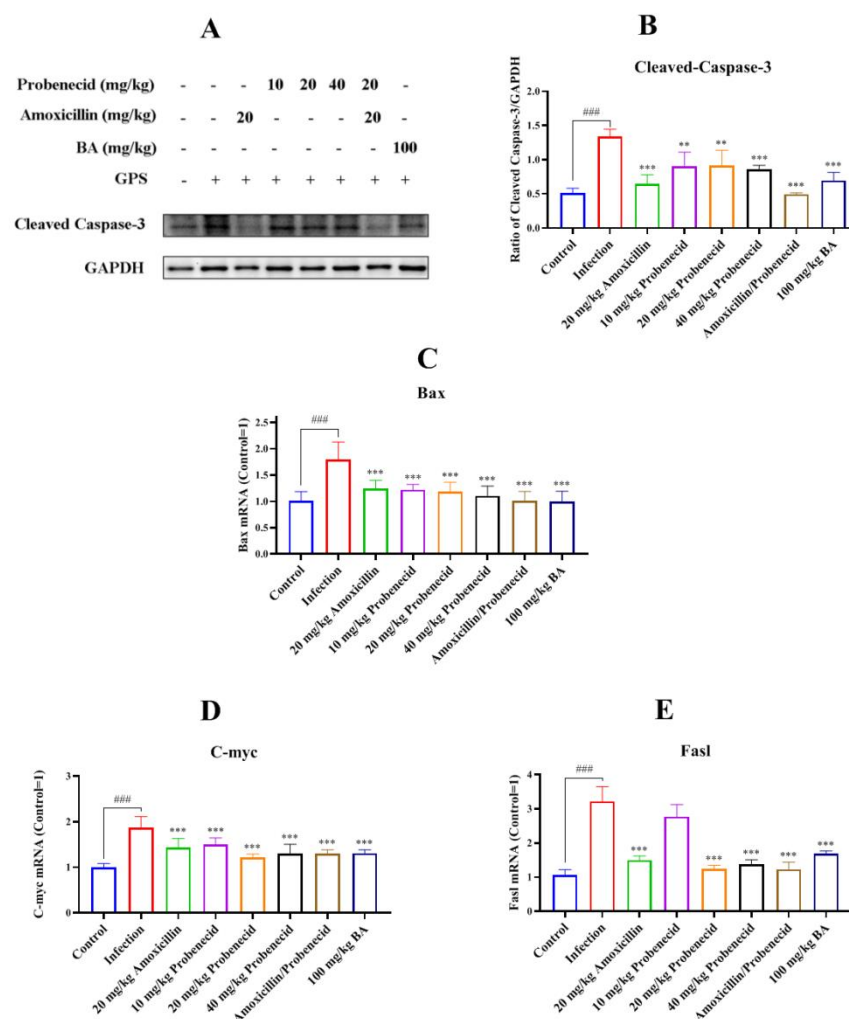 A
Probenecid (mg/kg) - - - 10 20 40 20 -
Amoxicillin (mg/kg) - - 20 - - - 20 -
BA (mg/kg) - - - - - - - 100
GPS - + + + + + + +
Cleaved Caspase-3
GAPDH
B
Cleaved-Caspase-3
Ratio of Cleaved Caspase-3/GAPDH
2.0
1.5
1.0
0.5
0.0
###
*** ** ** *** *** ***
Control
Infection
20 mg/kg Amoxicillin
10 mg/kg Probenecid
20 mg/kg Probenecid
40 mg/kg Probenecid
Amoxicillin/Probenecid
100 mg/kg BA
C
Bax
Bax mRNA (Control=1)
2.5
2.0
1.5
1.0
0.5
0.0
###
*** *** *** *** *** ***
Control
Infection
20 mg/kg Amoxicillin
10 mg/kg Probenecid
20 mg/kg Probenecid
40 mg/kg Probenecid
Amoxicillin/Probenecid
100 mg/kg BA
D
C-myc
C-myc mRNA (Control=1)
3
2
1
0
###
*** *** *** *** *** ***
Control
Infection
20 mg/kg Amoxicillin
10 mg/kg Probenecid
20 mg/kg Probenecid
40 mg/kg Probenecid
Amoxicillin/Probenecid
100 mg/kg BA
E
Fasl
Fasl mRNA (Control=1)
4
3
2
1
0
###
*** *** *** *** ***
Control
Infection
20 mg/kg Amoxicillin
10 mg/kg Probenecid
20 mg/kg Probenecid
40 mg/kg Probenecid
Amoxicillin/Probenecid
100 mg/kg BA